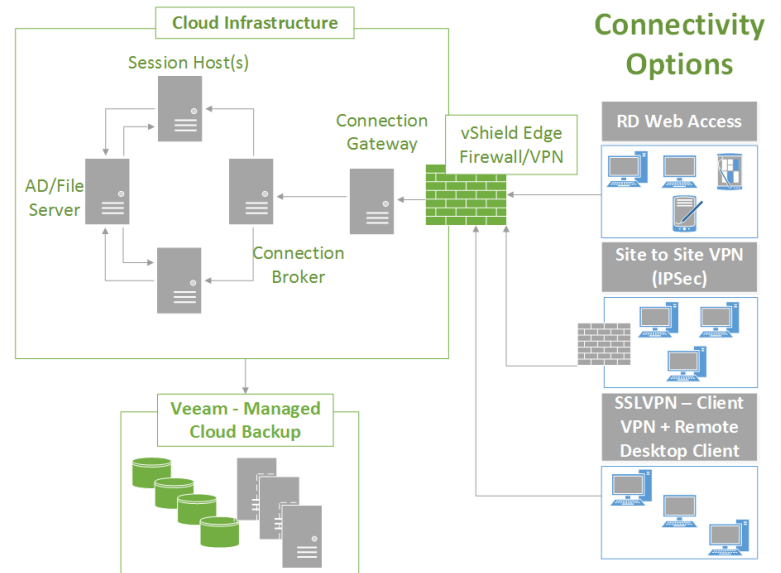 Cloud Infrastructure
Connectivity
Options
Session Host(s)
Connection
Gateway
vShield Edge
Firewall/VPN
RD Web Access
AD/File
Server
Connection
Broker
Site to Site VPN
(IPSec)
Veeam - Managed
Cloud Backup
SSLVPN – Client
VPN + Remote
Desktop Client